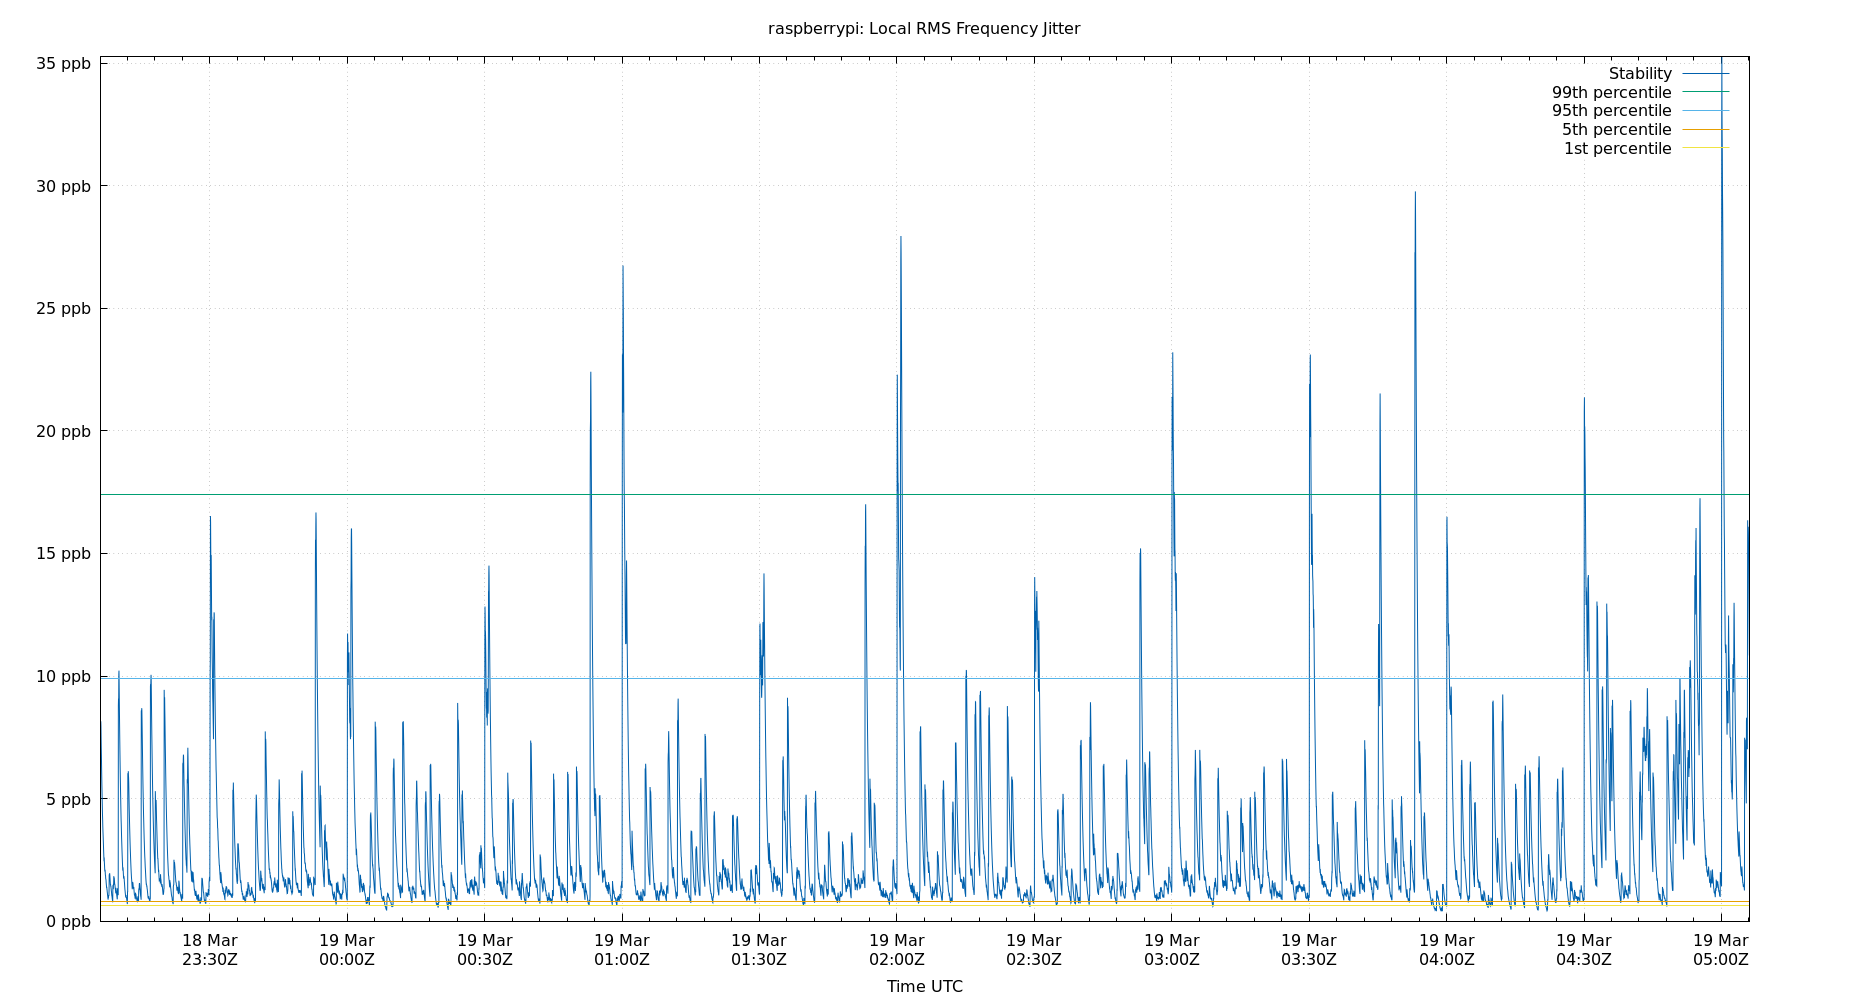 raspberrypi: Local RMS Frequency Jitter
35 ppb
30 ppb
25 ppb
20 ppb
15 ppb
10 ppb
5 ppb
0 ppb
Stability
99th percentile
95th percentile
5th percentile
1st percentile
18 Mar
23:30Z
19 Mar
00:00Z
19 Mar
00:30Z
19 Mar
01:00Z
19 Mar
01:30Z
19 Mar
02:00Z
19 Mar
02:30Z
19 Mar
03:00Z
19 Mar
03:30Z
19 Mar
04:00Z
19 Mar
04:30Z
19 Mar
05:00Z
Time UTC